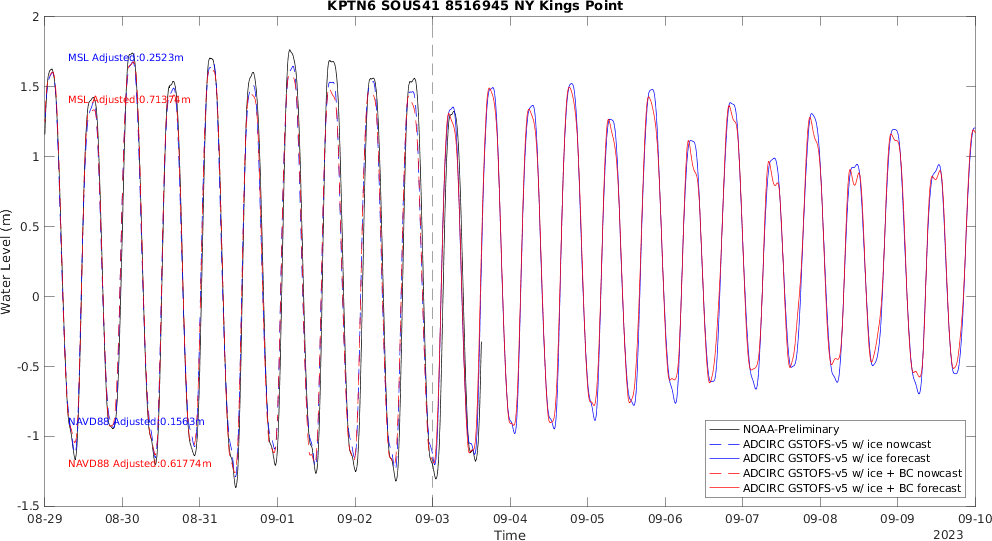 KPTN6 SOUS41 8516945 NY Kings Point
MSL Adjusted:0.2523m
MSL Adjusted:0.71374m
NAVD88 Adjusted:0.1563m
NAVD88 Adjusted:0.61774m
Water Level (m)
2
1.5
1
0.5
0
-0.5
-1
-1.5
NOAA-Preliminary
ADCIRC GSTOFS-v5 w/ ice nowcast
ADCIRC GSTOFS-v5 w/ ice forecast
ADCIRC GSTOFS-v5 w/ ice + BC nowcast
ADCIRC GSTOFS-v5 w/ ice + BC forecast
08-29 08-30 08-31 09-01 09-02 09-03 09-04 09-05 09-06 09-07 09-08 09-09 09-10
Time
2023